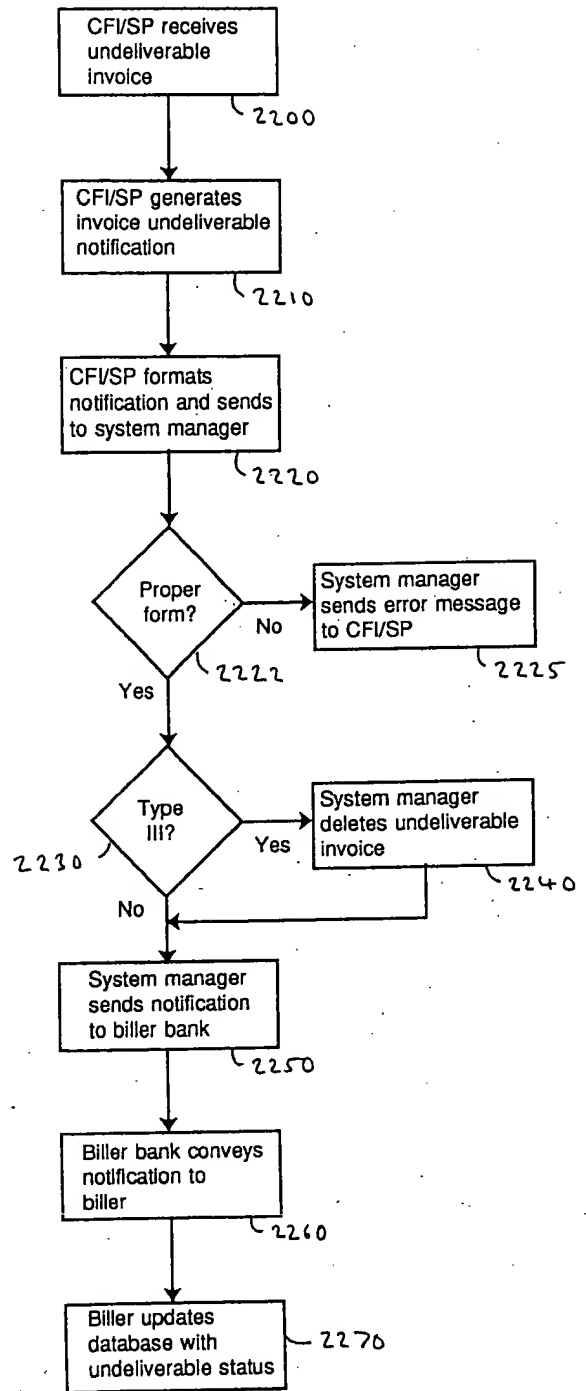 CFI/SP receives
undeliverable
invoice
2200
CFI/SP generates
invoice undeliverable
notification
2210
CFI/SP formats
notification and sends
to system manager
2220
Proper
form?
No
2222
Yes
System manager
sends error message
to CFI/SP
2225
Type
III?
Yes
2230
No
System manager
deletes undeliverable
invoice
2240
System manager
sends notification
to biller bank
2250
Biller bank conveys
notification to
biller
2260
Biller updates
database with
undeliverable status
2270